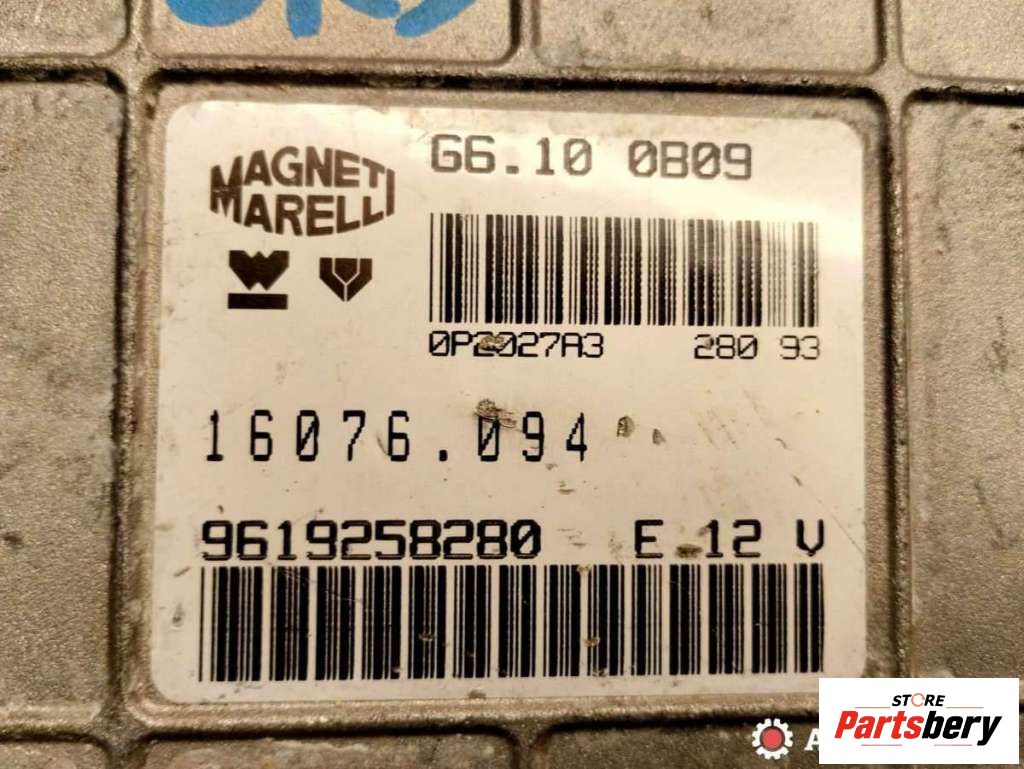 MAGNETI
MARELLI
G6.10 0B09
0P2027A3 280 93
16076.094
9619258280 E 12 V
STORE
Partsbery
A